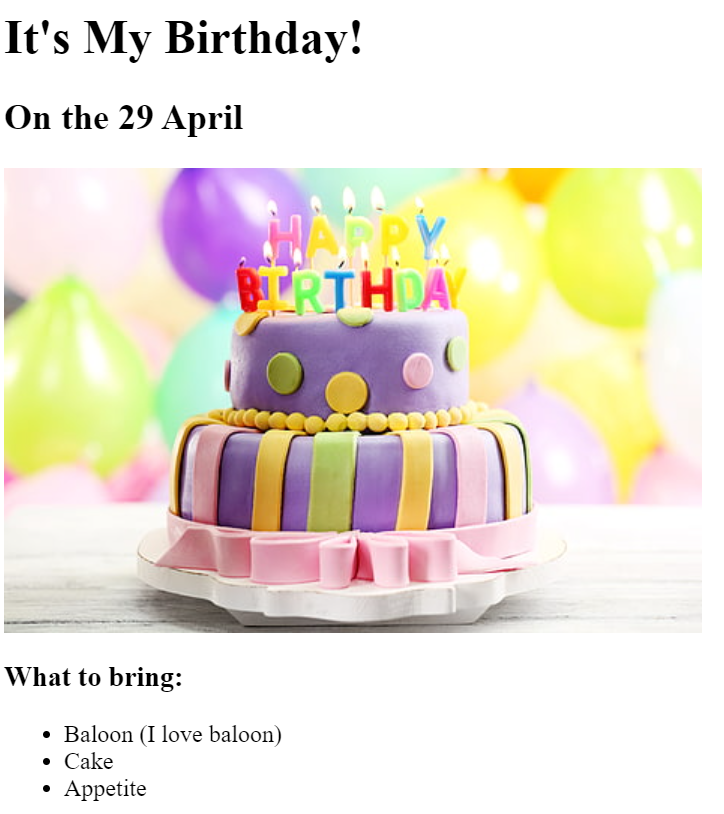 It's My Birthday!
On the 29 April
HAPPY
BIRTHDAY
What to bring:
Baloon (I love baloon)
Cake
Appetite